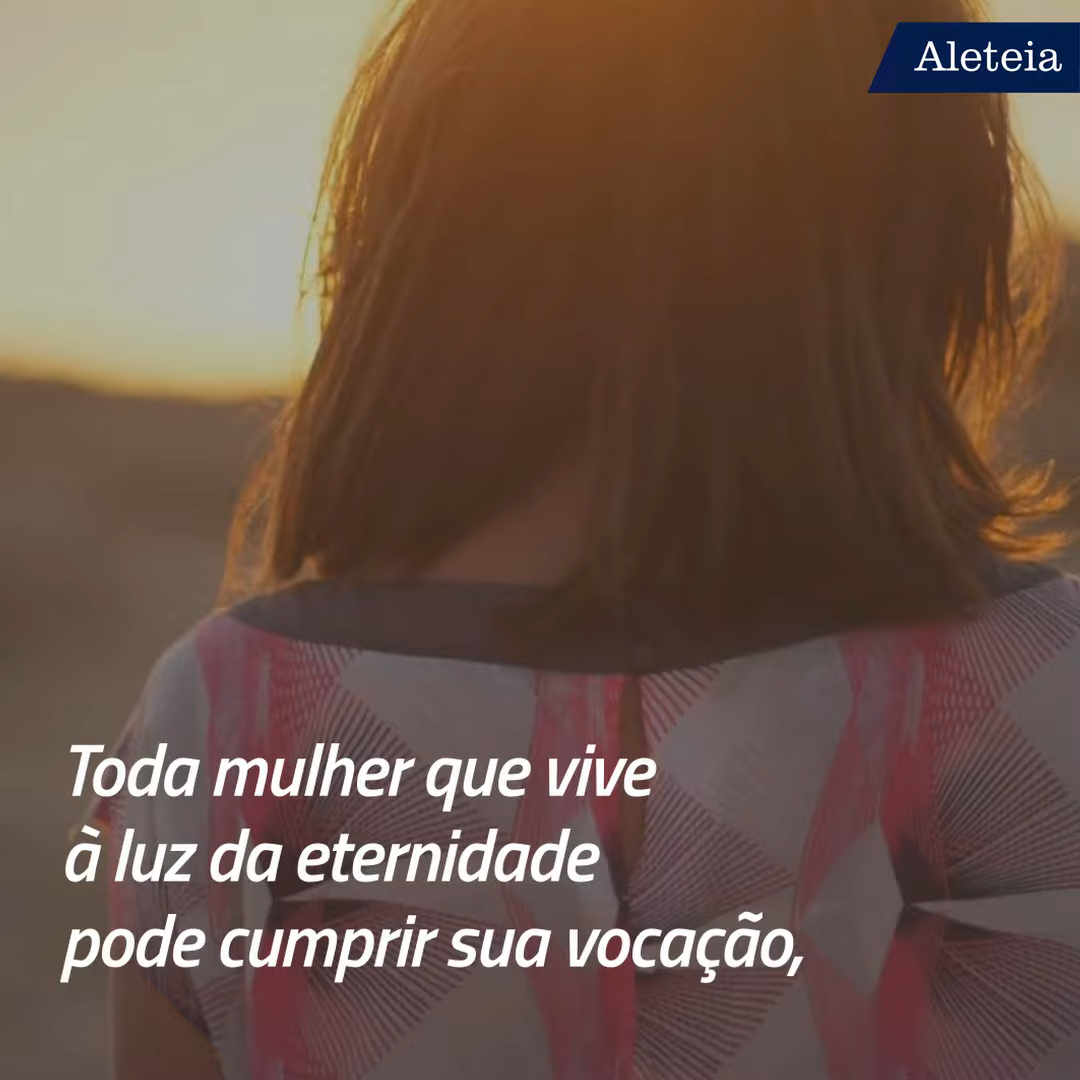 Aleteia
Toda mulher que vive
à luz da eternidade
pode cumprir sua vocação,